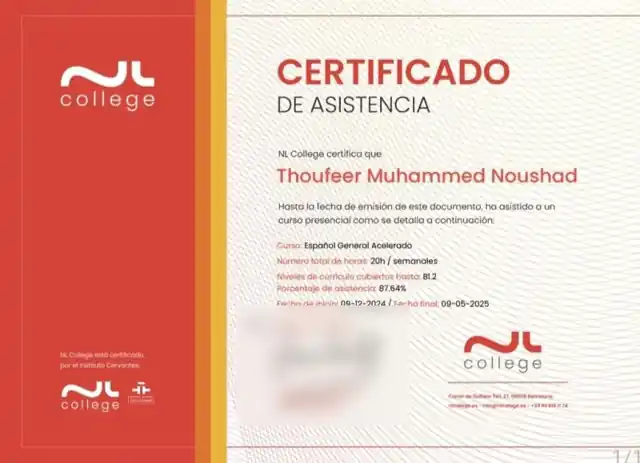 NL
college
CERTIFICADO
DE ASISTENCIA
NL College certifica que
Thoufeer Muhammed Noushad
Hasta la fecha de emisión de este documento, ha asistido a un
curso presencial como se detalla a continuación:
Curso: Español General Acelerado
Número total de horas: 20h / semanales
Niveles de currículo cubiertos hasta: B1.2
Porcentaje de asistencia: 87.64%
Fecha de inicio: 09-12-2024 / Fecha final: 09-05-2025
NL College está certificado
por el Instituto Cervantes.
NL
college
NL
college
1/1